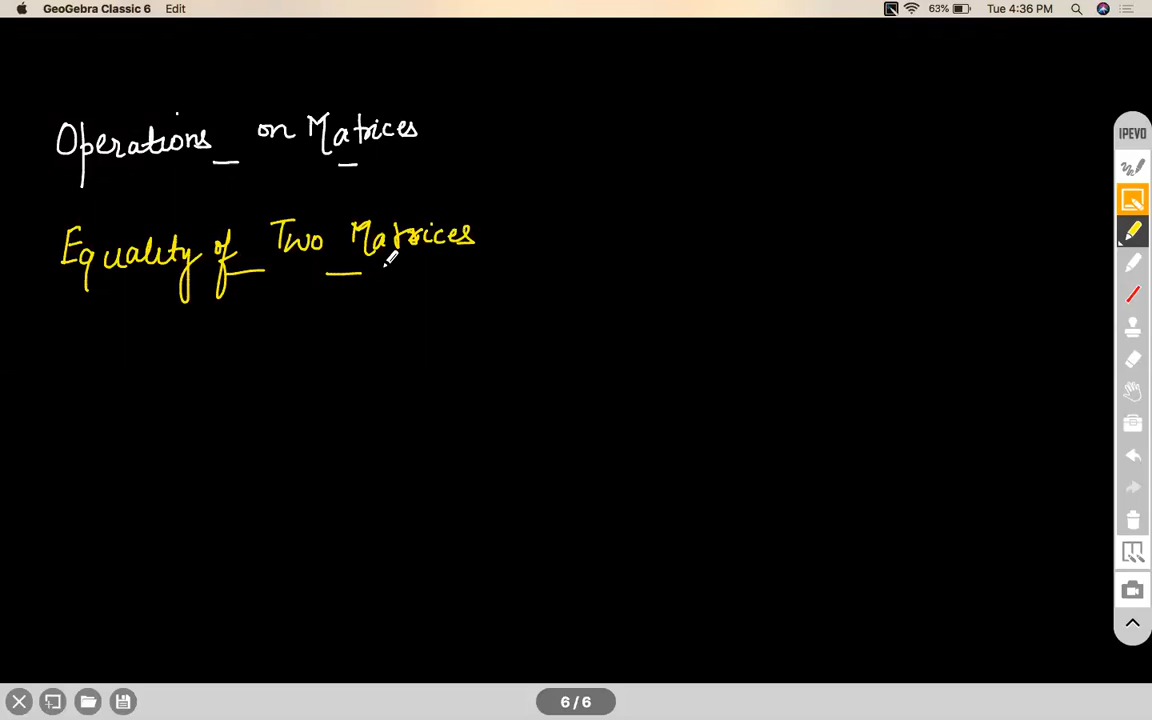 GeoGebra Classic 6 Edit 63% Tue 4:36 PM
Operations on Matrices
IPEVO
Equality of Two Matrices
6 / 6